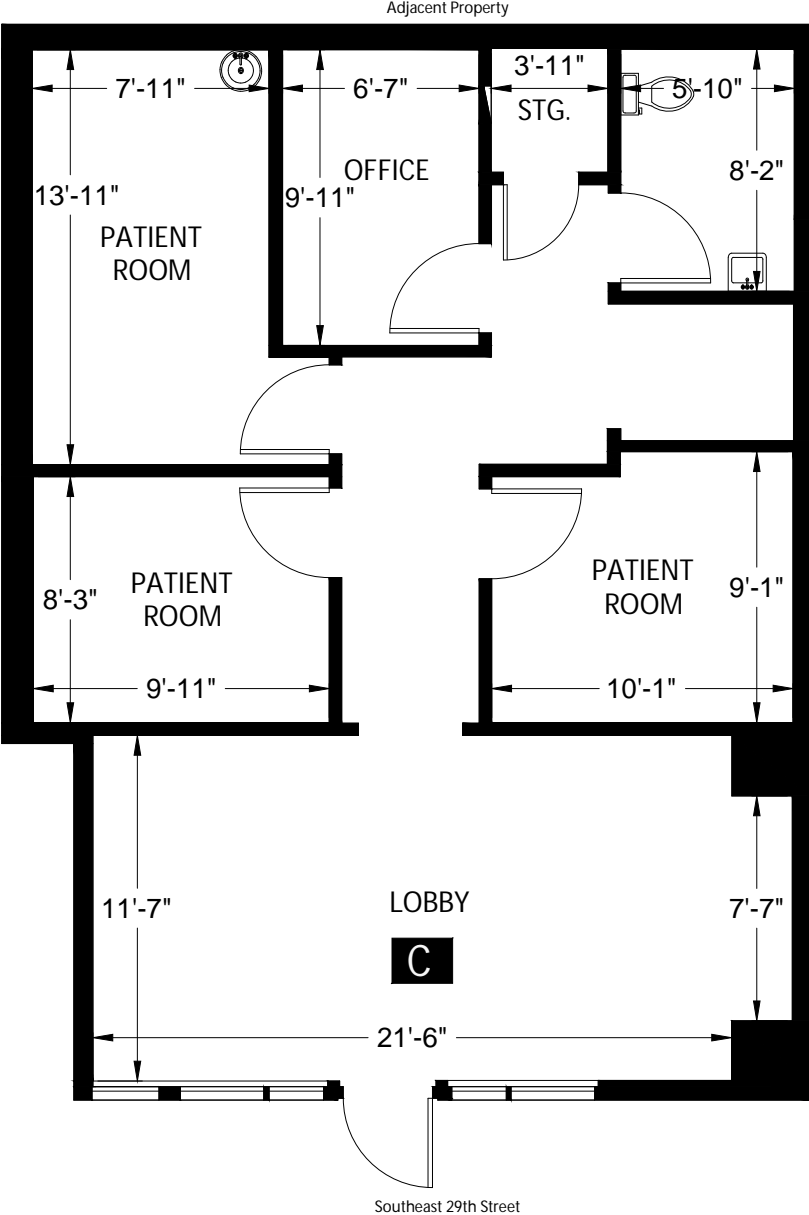 Adjacent Property
7'-11"
6'-7"
3'-11"
5'-10"
STG.
OFFICE
8'-2"
13'-11"
9'-11"
PATIENT
ROOM
PATIENT
ROOM
8'-3"
9'-11"
PATIENT
ROOM
9'-1"
10'-1"
LOBBY
11'-7"
7'-7"
C
21'-6"
Southeast 29th Street